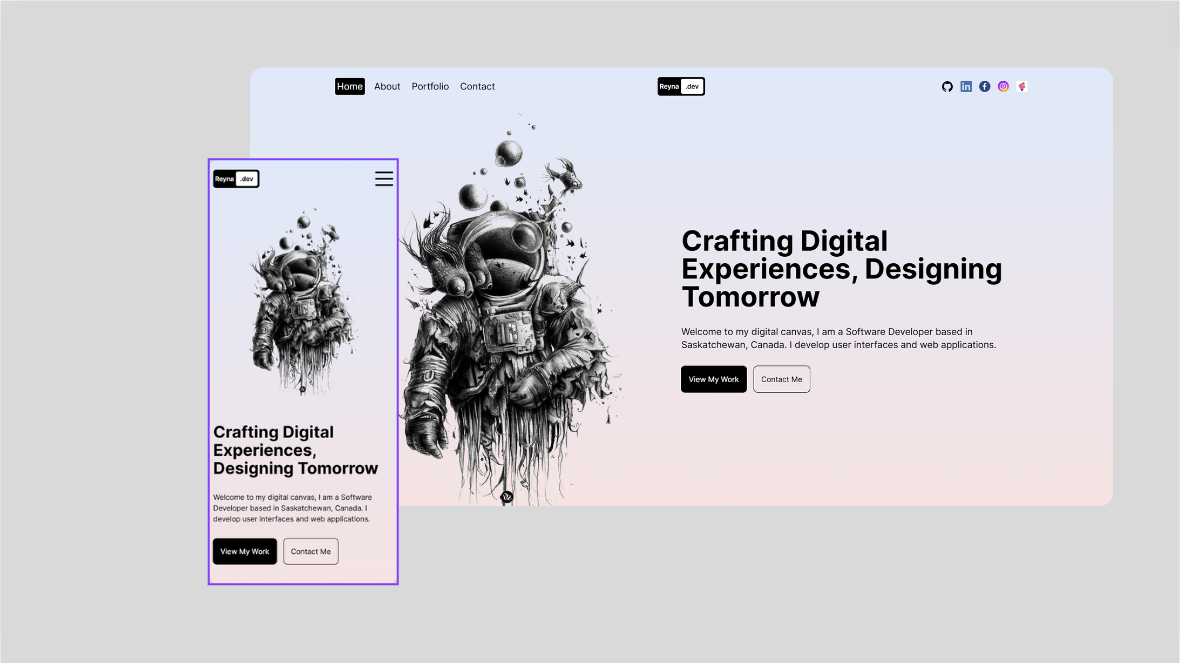 Home About Portfolio Contact
Reyna .dev
Crafting Digital
Experiences, Designing
Tomorrow
Welcome to my digital canvas, I am a Software Developer based in
Saskatchewan, Canada. I develop user interfaces and web applications.
View My Work Contact Me
Reyna .dev
Crafting Digital
Experiences,
Designing Tomorrow
Welcome to my digital canvas, I am a Software
Developer based in Saskatchewan, Canada. I
develop user interfaces and web applications.
View My Work Contact Me